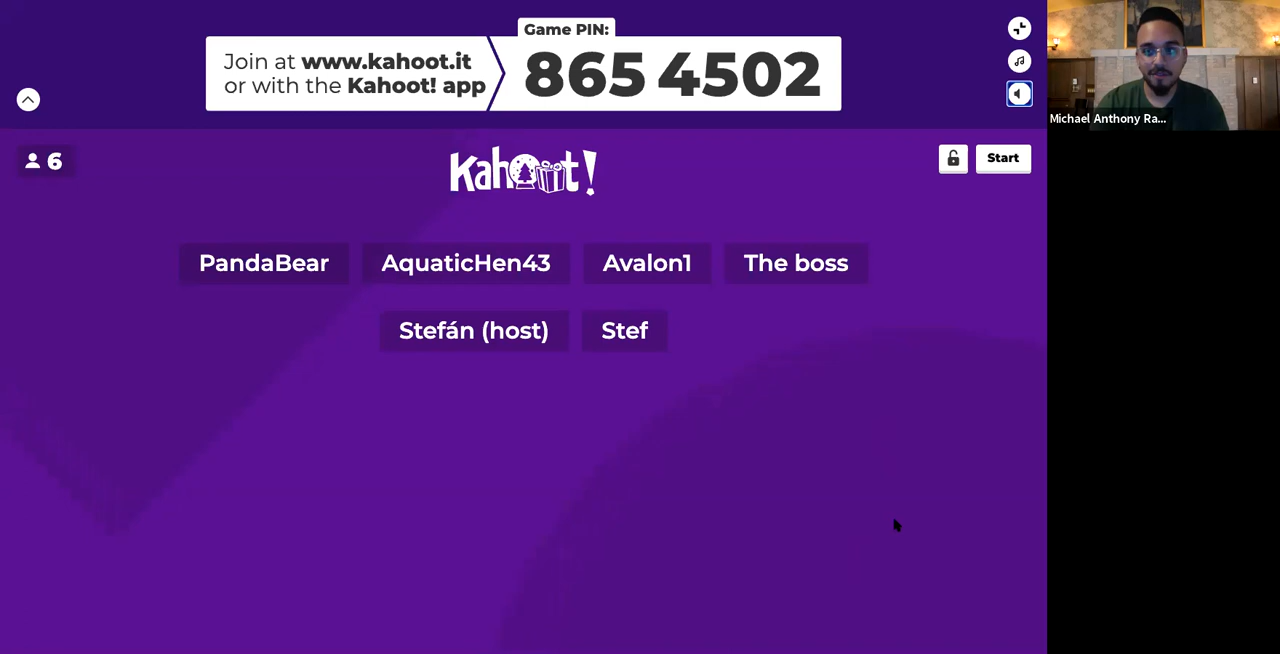 Game PIN:
Join at www.kahoot.it
or with the Kahoot! app
865 4502
Michael Anthony Ra...
6
Kahoot!
Start
PandaBear AquaticHen43 Avalon1 The boss
Stefán (host) Stef